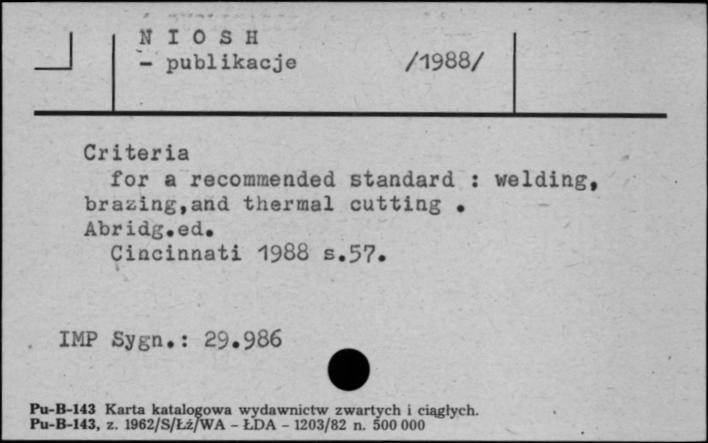 N I O S H
- publikacje /1988/
Criteria
for a recommended standard : welding,
brazing,and thermal cutting .
Abridg.ed.
Cincinnati 1988 s.57.
IMP Sygn.: 29.986
Pu-B-143 Karta katalogowa wydawnictw zwartych i ciągłych.
Pu-B-143, z. 1962/S/Łż/WA - ŁDA - 1203/82 n. 500 000